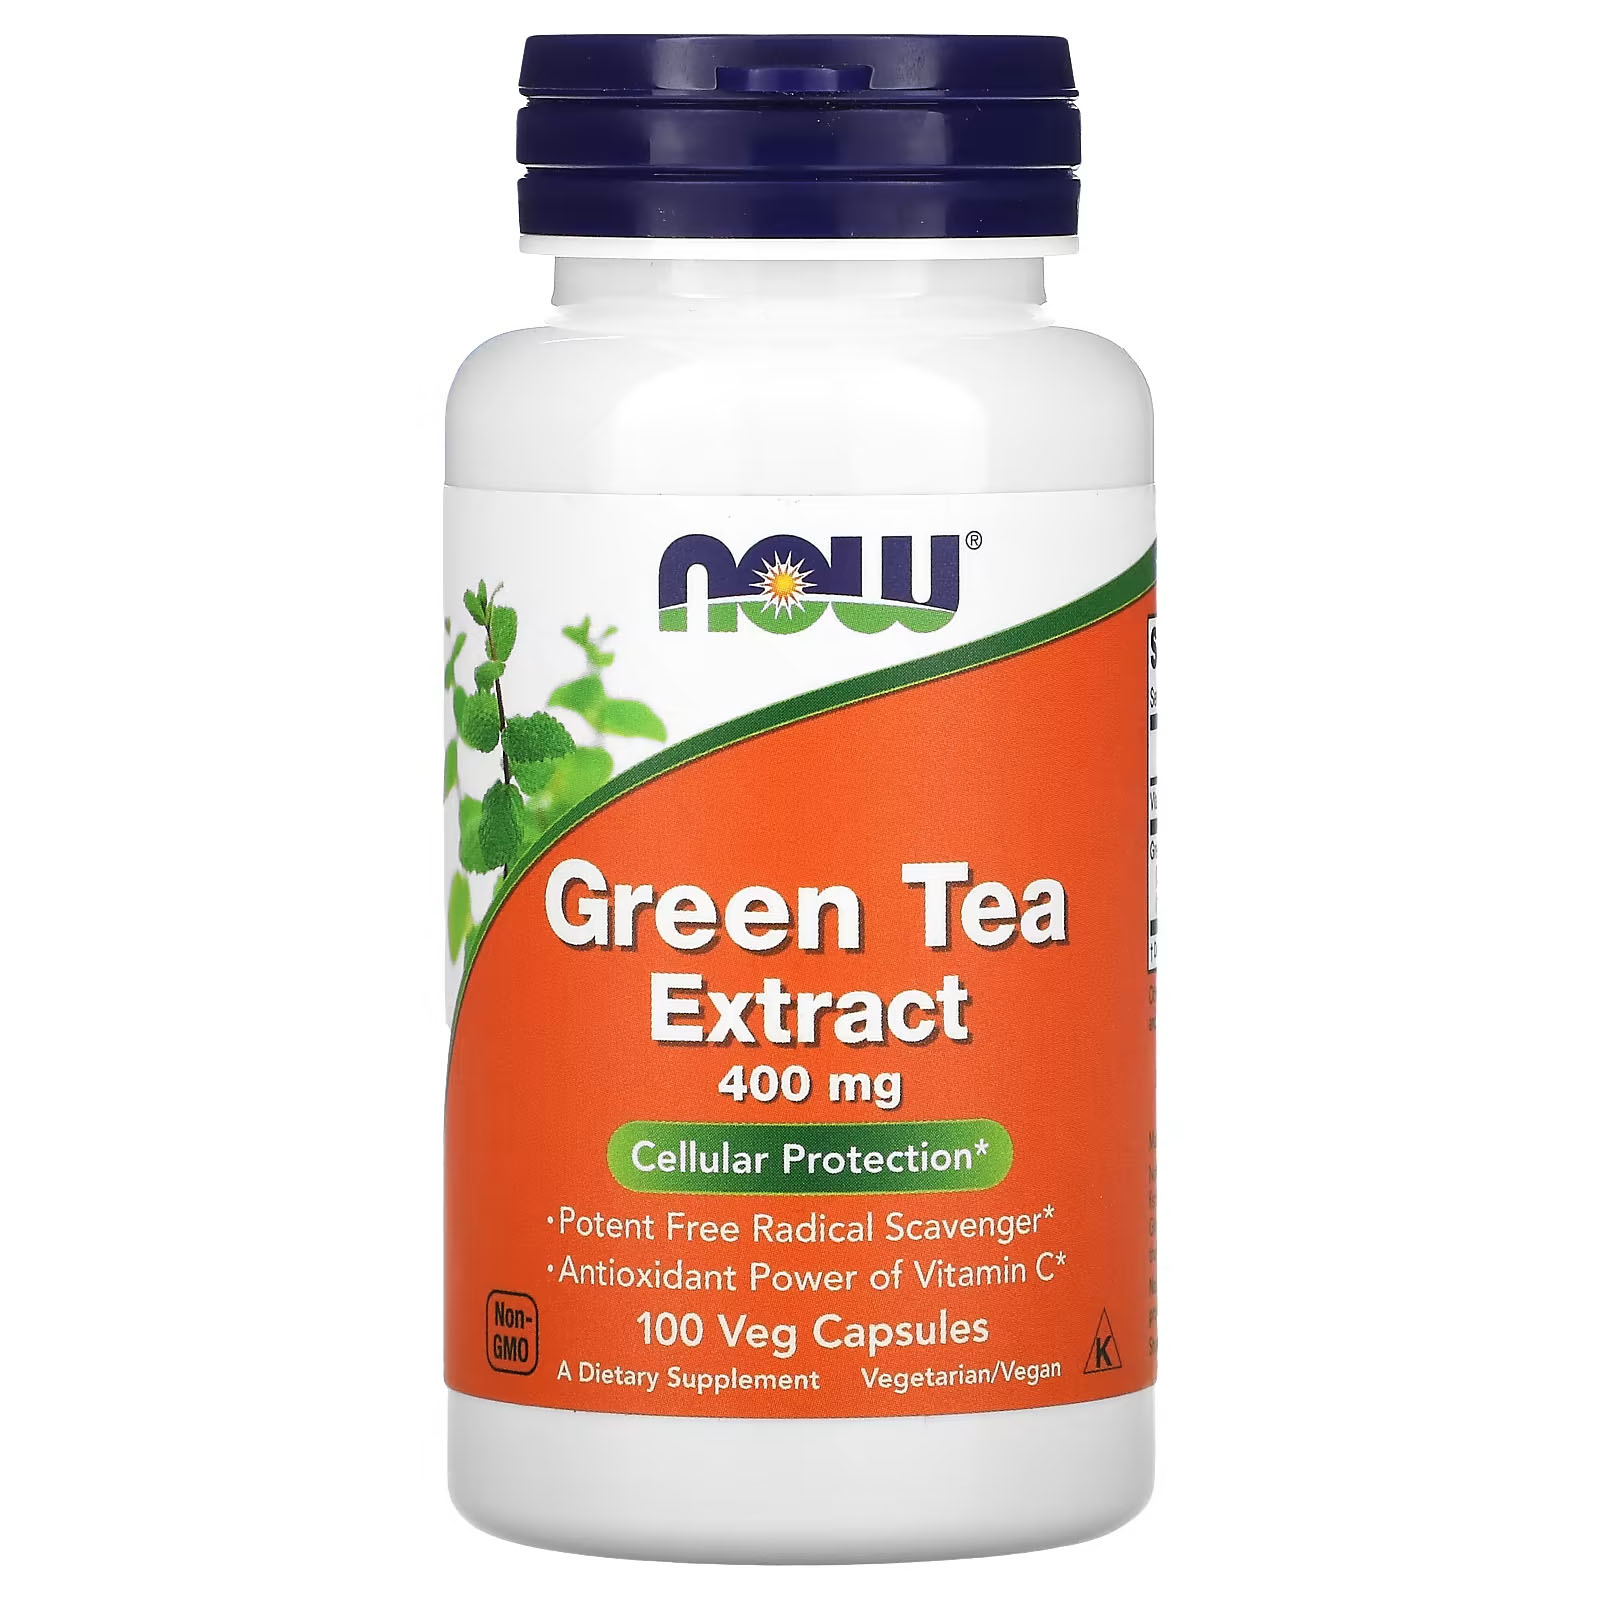 NOW®
Green Tea
Extract
400 mg
Cellular Protection*
•Potent Free Radical Scavenger*
•Antioxidant Power of Vitamin C*
100 Veg Capsules
Non-
GMO
A Dietary Supplement Vegetarian/Vegan
K